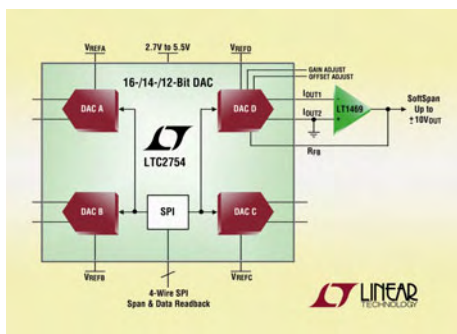 VREFA
2.7V to 5.5V
VREFD
16-/14-/12-Bit DAC
GAIN ADJUST
OFFSET ADJUST
DAC A
DAC D
IOUT1
IOUT2
-
+
LT1469
SoftSpan
Up to
±10VOUT
RFB
LTC2754
DAC B
SPI
DAC C
VREFB
VREFC
4-Wire SPI
Span & Data Readback
LINEAR
TECHNOLOGY